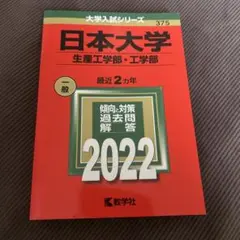 大学入試シリーズ
375
日本大学
生産工学部・工学部
一般
最近2カ年
傾向と対策
過去問
解答
2022
教学社